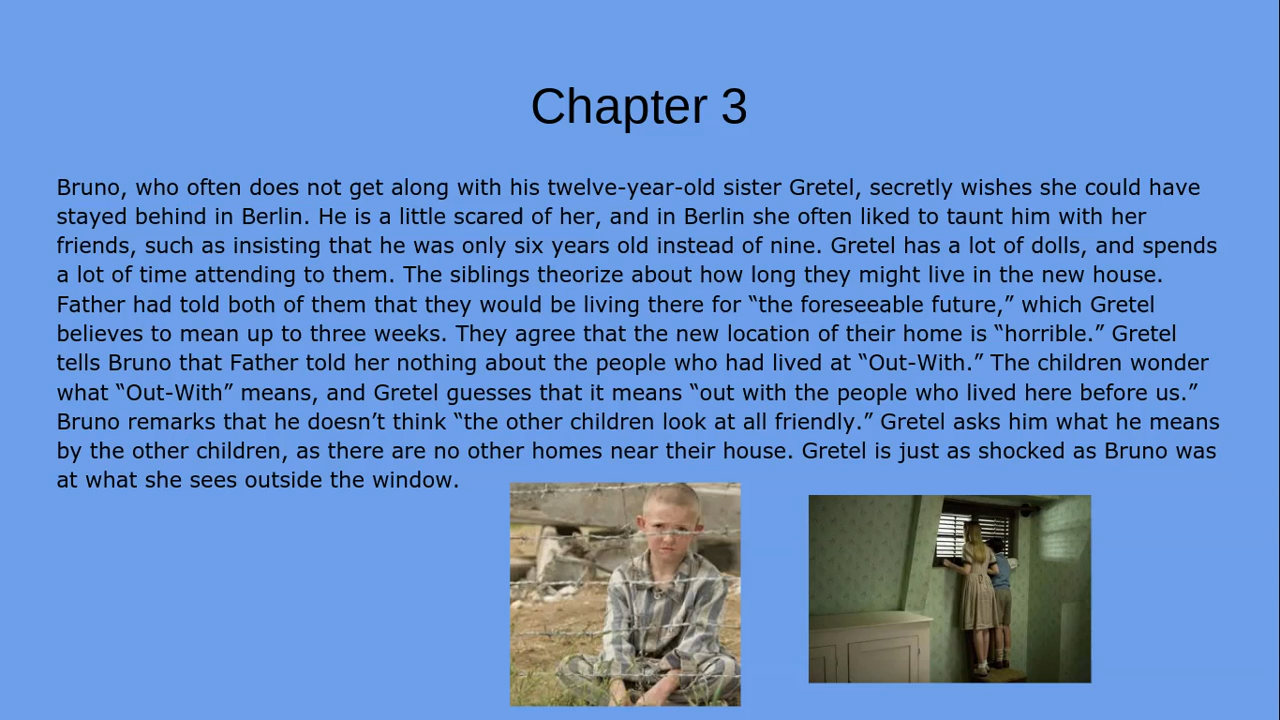 Chapter 3
Bruno, who often does not get along with his twelve-year-old sister Gretel, secretly wishes she could have
stayed behind in Berlin. He is a little scared of her, and in Berlin she often liked to taunt him with her
friends, such as insisting that he was only six years old instead of nine. Gretel has a lot of dolls, and spends
a lot of time attending to them. The siblings theorize about how long they might live in the new house.
Father had told both of them that they would be living there for “the foreseeable future,” which Gretel
believes to mean up to three weeks. They agree that the new location of their home is “horrible.” Gretel
tells Bruno that Father told her nothing about the people who had lived at “Out-With.” The children wonder
what “Out-With” means, and Gretel guesses that it means “out with the people who lived here before us.”
Bruno remarks that he doesn’t think “the other children look at all friendly.” Gretel asks him what he means
by the other children, as there are no other homes near their house. Gretel is just as shocked as Bruno was
at what she sees outside the window.